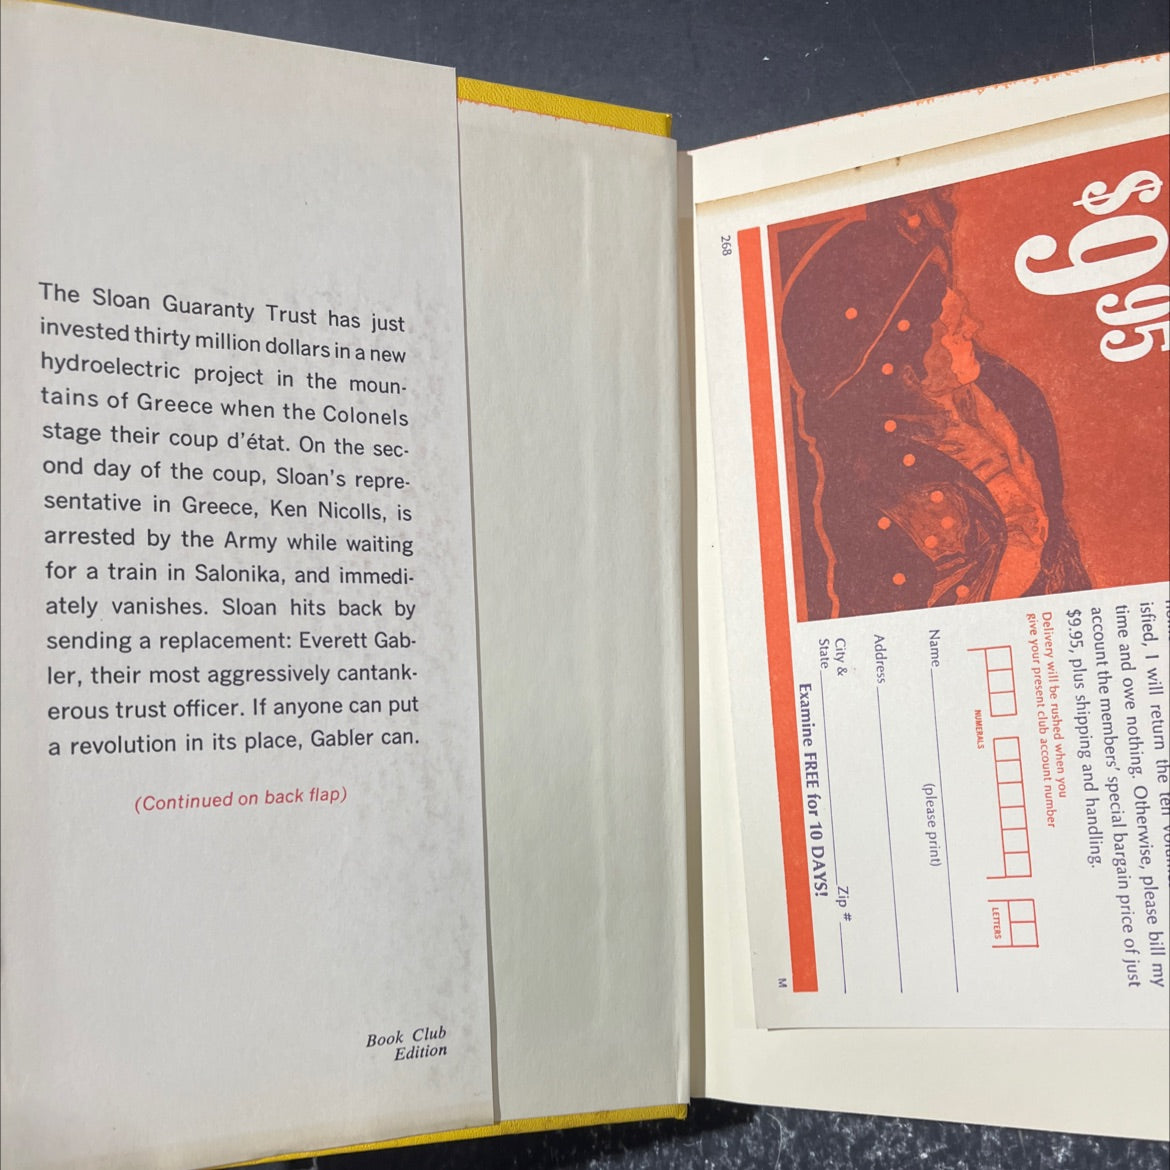 The Sloan Guaranty Trust has just
invested thirty million dollars in a new
hydroelectric project in the moun-
tains of Greece when the Colonels
stage their coup d'état. On the sec-
ond day of the coup, Sloan's repre-
sentative in Greece, Ken Nicolls, is
arrested by the Army while waiting
for a train in Salonika, and immedi-
ately vanishes. Sloan hits back by
sending a replacement: Everett Gab-
ler, their most aggressively cantank-
erous trust officer. If anyone can put
a revolution in its place, Gabler can.
(Continued on back flap)
Book Club
Edition
$9.95
isfied, I will return the ten
time and owe nothing. Otherwise, please bill my
account the members' special bargain price of just
$9.95, plus shipping and handling.
Delivery will be rushed when you
give your present club account number
NUMERALS
LETTERS
Name
(please print)
Address
City &
State
Zip #
Examine FREE for 10 DAYS!
268
M